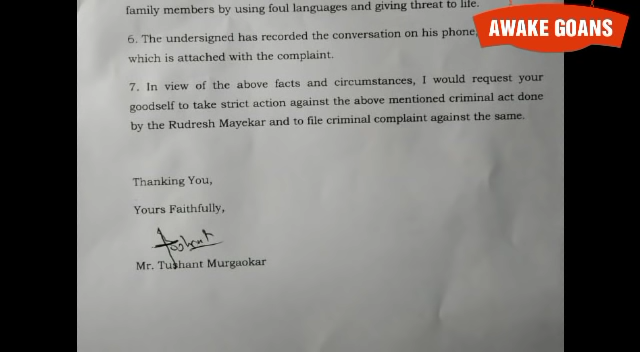 AWAKE GOANS
family members by using foul languages and giving threat to life.
6. The undersigned has recorded the conversation on his phone,
which is attached with the complaint.
7. In view of the above facts and circumstances, I would request your
goodself to take strict action against the above mentioned criminal act done
by the Rudresh Mayekar and to file criminal complaint against the same.
Thanking You,
Yours Faithfully,
Tushant
Mr. Tushant Murgaokar